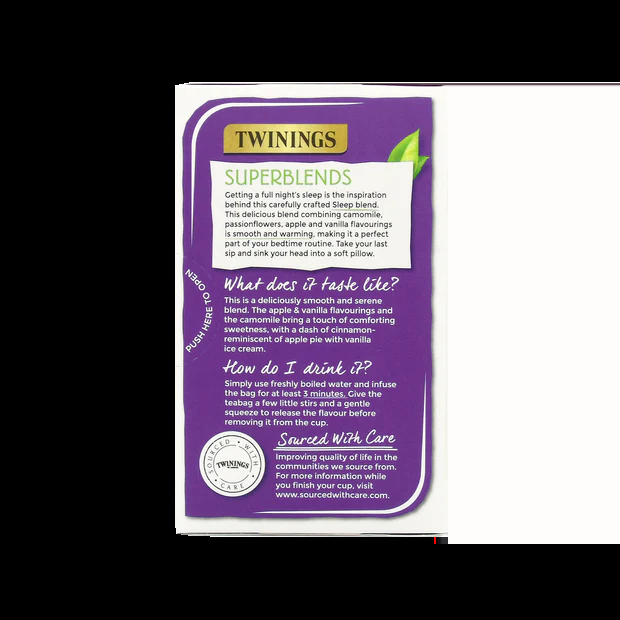 TWININGS
SUPERBLENDS
Getting a full night's sleep is the inspiration
behind this carefully crafted Sleep blend.
This delicious blend combining camomile,
passionflowers, apple and vanilla flavourings
is smooth and warming, making it a perfect
part of your bedtime routine. Take your last
sip and sink your head into a soft pillow.
PUSH HERE TO OPEN
What does it taste like?
This is a deliciously smooth and serene
blend. The apple & vanilla flavourings and
the camomile bring a touch of comforting
sweetness, with a dash of cinnamon-
reminiscent of apple pie with vanilla
ice cream.
How do I drink it?
Simply use freshly boiled water and infuse
the bag for at least 3 minutes. Give the
teabag a few little stirs and a gentle
squeeze to release the flavour before
removing it from the cup.
SOURCED • WITH • CARE •
TWININGS
Sourced With Care
Improving quality of life in the
communities we source from.
For more information while
you finish your cup, visit
www.sourcedwithcare.com.